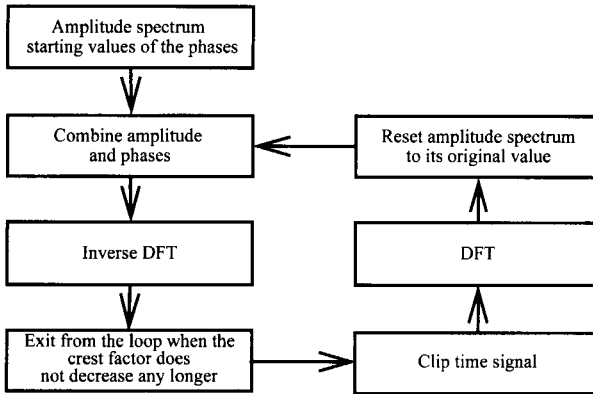 Amplitude spectrum
starting values of the phases
Combine amplitude
and phases
Reset amplitude spectrum
to its original value
Inverse DFT
DFT
Exit from the loop when the
crest factor does
not decrease any longer
Clip time signal